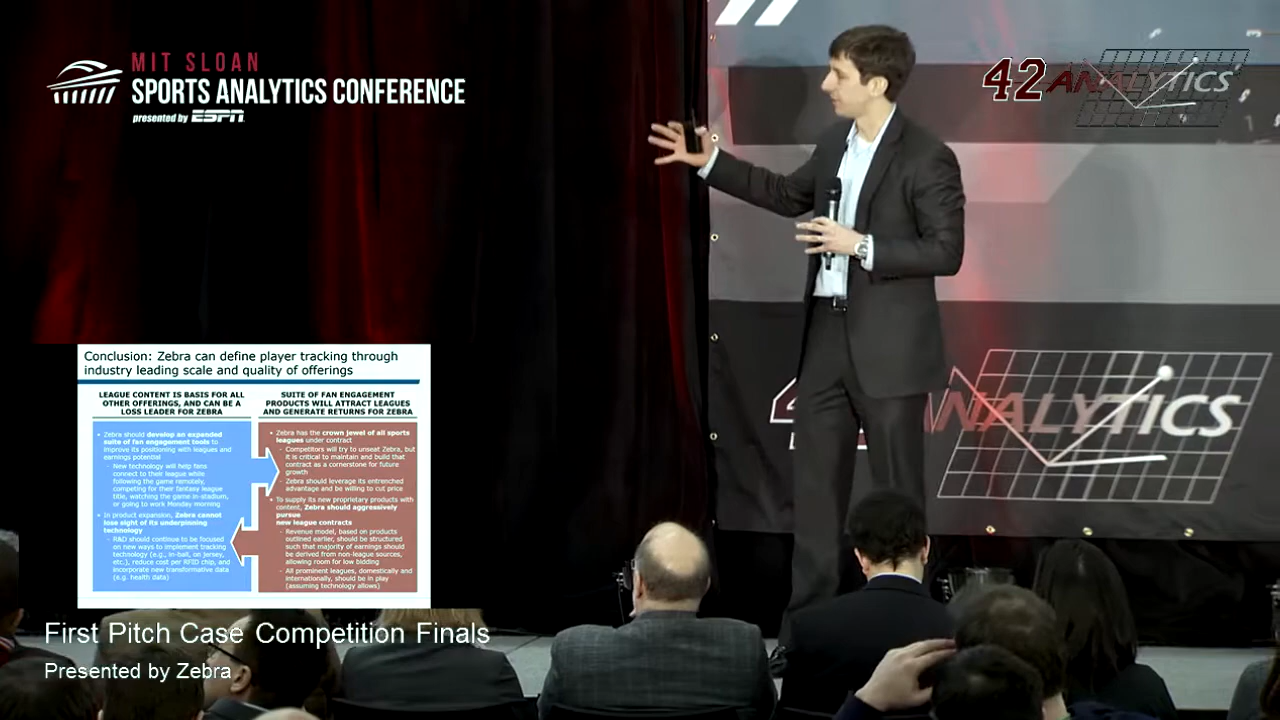 MIT SLOAN
SPORTS ANALYTICS CONFERENCE
presented by ESPN
42 ANALYTICS
ANALYTICS
Conclusion: Zebra can define player tracking through
industry leading scale and quality of offerings
LEAGUE CONTENT IS BASIS FOR ALL
OTHER OFFERINGS, AND CAN BE A
LOSS LEADER FOR ZEBRA
• Zebra should develop an expanded
suite of fan engagement tools to
improve its positioning with leagues and
earnings potential
- New technology will help fans
connect to their league while
following the game remotely,
competing for their fantasy league
title, watching the game in-stadium,
or going to work Monday morning
• In product expansion, Zebra cannot
lose sight of its underpinning
technology
- R&D should continue to be focused
on new ways to implement tracking
technology (e.g., in-ball, on jersey,
etc.), reduce cost per RFID chip, and
incorporate new transformative data
(e.g. health data)
SUITE OF FAN ENGAGEMENT
PRODUCTS WILL ATTRACT LEAGUES
AND GENERATE RETURNS FOR ZEBRA
• Zebra has the crown jewel of all sports
leagues under contract
- Competitors will try to unseat Zebra, but
it is critical to maintain and build that
contract as a cornerstone for future
growth
- Zebra should leverage its entrenched
advantage and be willing to cut price
• To supply its new proprietary products with
content, Zebra should aggressively
pursue
new league contracts
- Revenue model, based on products
outlined earlier, should be structured
such that majority of earnings should
be derived from non-league sources,
allowing room for low bidding
- All prominent leagues, domestically and
internationally, should be in play
(assuming technology allows)
First Pitch Case Competition Finals
Presented by Zebra